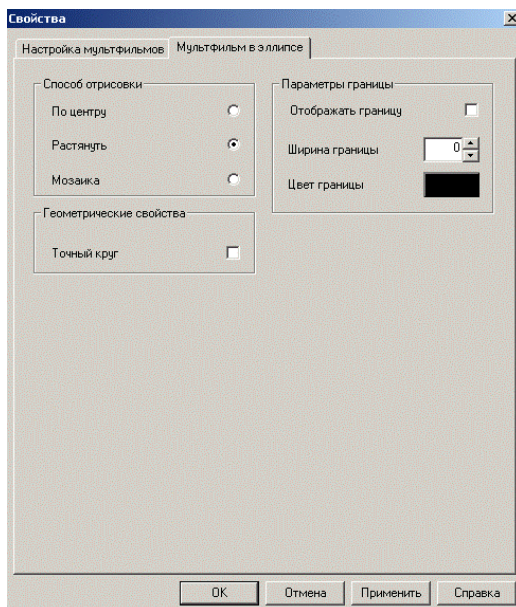 Свойства
Настройка мультфильмов
Мультфильм в эллипсе
Способ отрисовки
По центру
Растянуть
Мозаика
Геометрические свойства
Точный круг
Параметры границы
Отображать границу
Ширина границы 0
Цвет границы
OK
Отмена
Применить
Справка